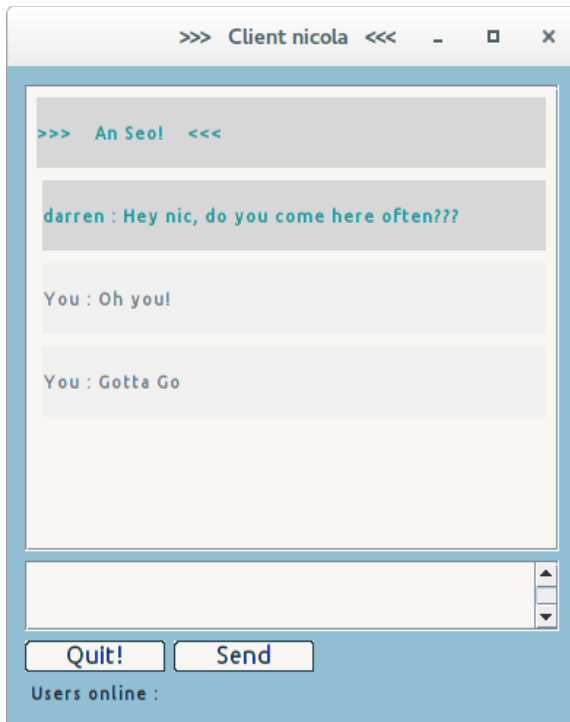 >>> Client nicola <<<
>>> An Seo! <<<
darren : Hey nic, do you come here often???
You : Oh you!
You : Gotta Go
Quit! Send
Users online :